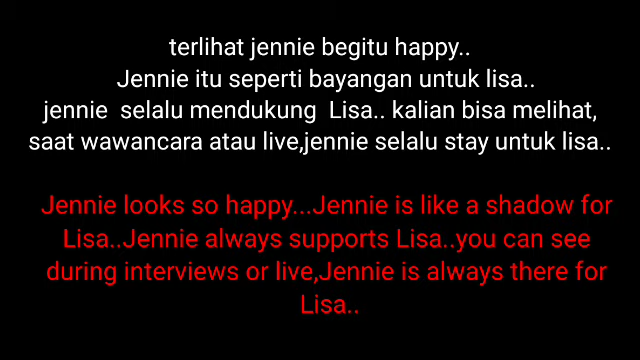 terlihat jennie begitu happy..
Jennie itu seperti bayangan untuk lisa..
jennie  selalu mendukung  Lisa.. kalian bisa melihat,
saat wawancara atau live,jennie selalu stay untuk lisa..
Jennie looks so happy...Jennie is like a shadow for
Lisa..Jennie always supports Lisa..you can see
during interviews or live,Jennie is always there for
Lisa..